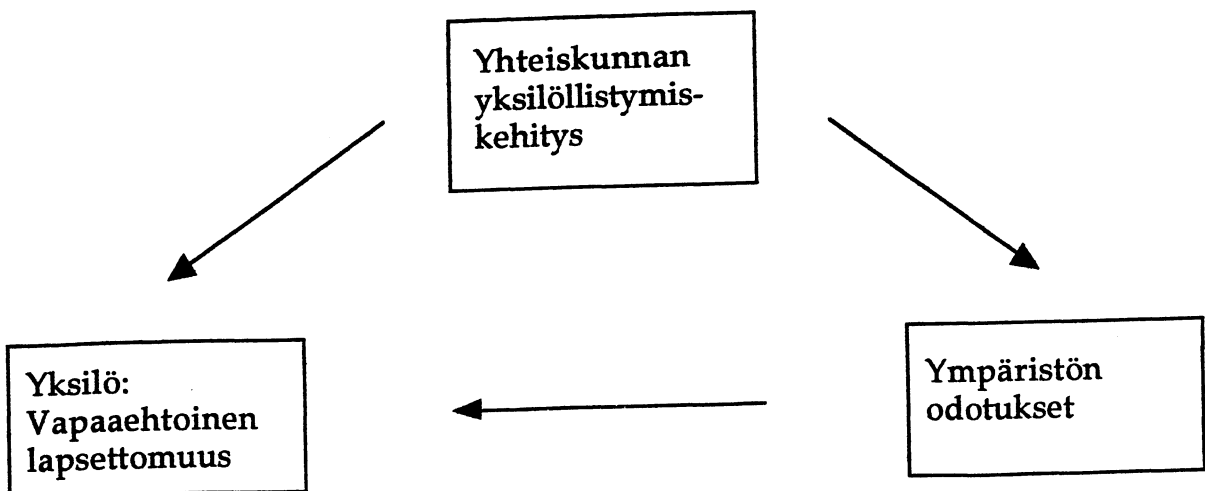 Yhteiskunnan
yksilöllistymis-
kehitys
Yksilö:
Vapaaehtoinen
lapsettomuus
Ympäristön
odotukset